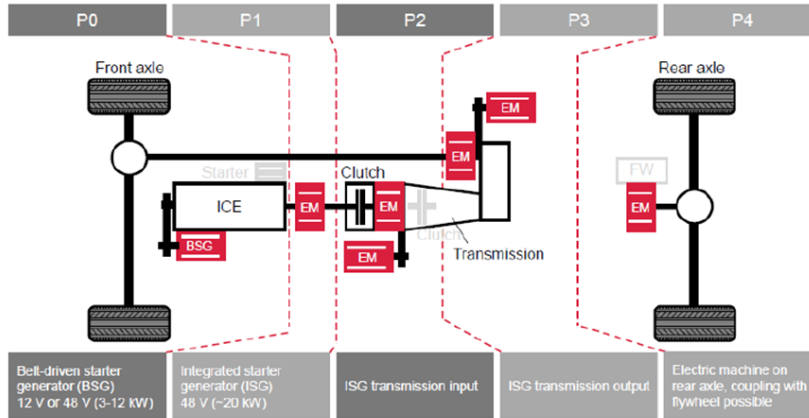 P0
P1
P2
P3
P4
Front axle
Rear axle
EM
EM
FW
Starter
Clutch
ICE
EM
EM
EM
Clutch
BSG
EM
Transmission
Belt-driven starter
generator (BSG)
12 V or 48 V (3-12 kW)
Integrated starter
generator (ISG)
48 V (~20 kW)
ISG transmission input
ISG transmission output
Electric machine on
rear axle, coupling with
flywheel possible